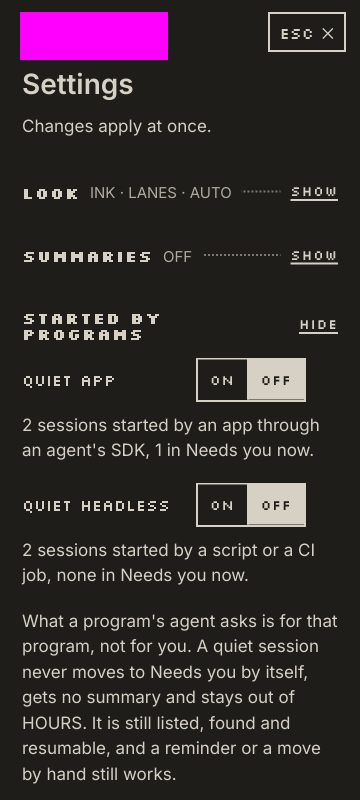 ESC ×
Settings
Changes apply at once.
LOOK INK · LANES · AUTO SHOW
SUMMARIES OFF SHOW
STARTED BY
PROGRAMS HIDE
QUIET APP ON OFF
2 sessions started by an app through
an agent's SDK, 1 in Needs you now.
QUIET HEADLESS ON OFF
2 sessions started by a script or a CI
job, none in Needs you now.
What a program's agent asks is for that
program, not for you. A quiet session
never moves to Needs you by itself,
gets no summary and stays out of
HOURS. It is still listed, found and
resumable, and a reminder or a move
by hand still works.